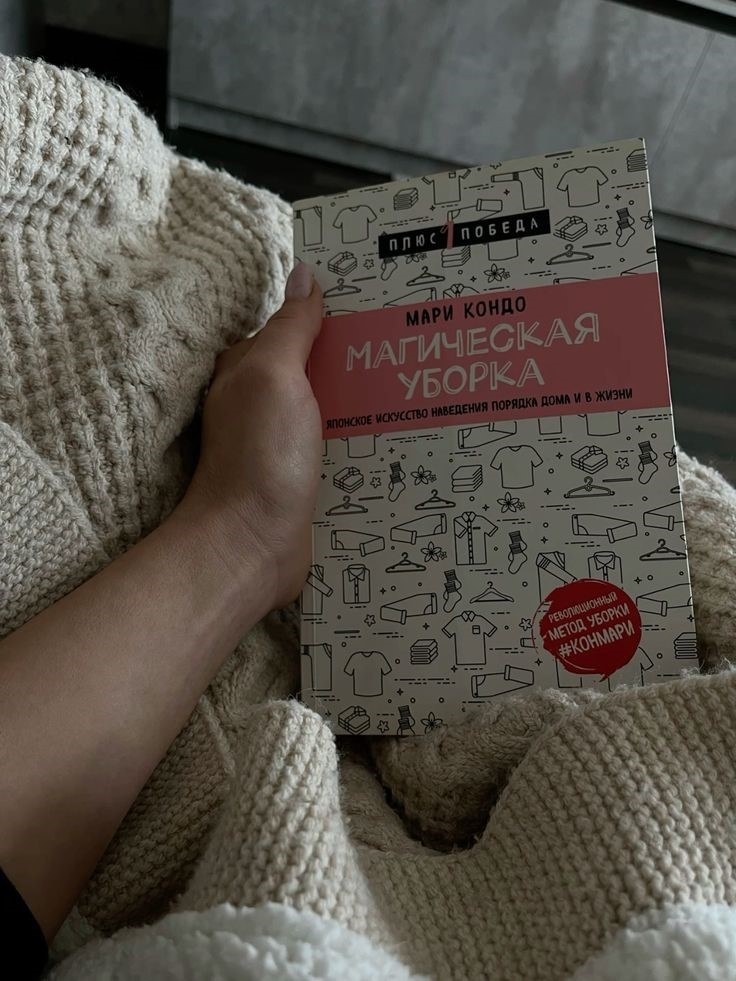 ПЛЮС 1 ПОБЕДА
МАРИ КОНДО
МАГИЧЕСКАЯ
УБОРКА
ЯПОНСКОЕ ИСКУССТВО НАВЕДЕНИЯ ПОРЯДКА ДОМА И В ЖИЗНИ
РЕВОЛЮЦИОННЫЙ
МЕТОД УБОРКИ
#КОНМАРИ